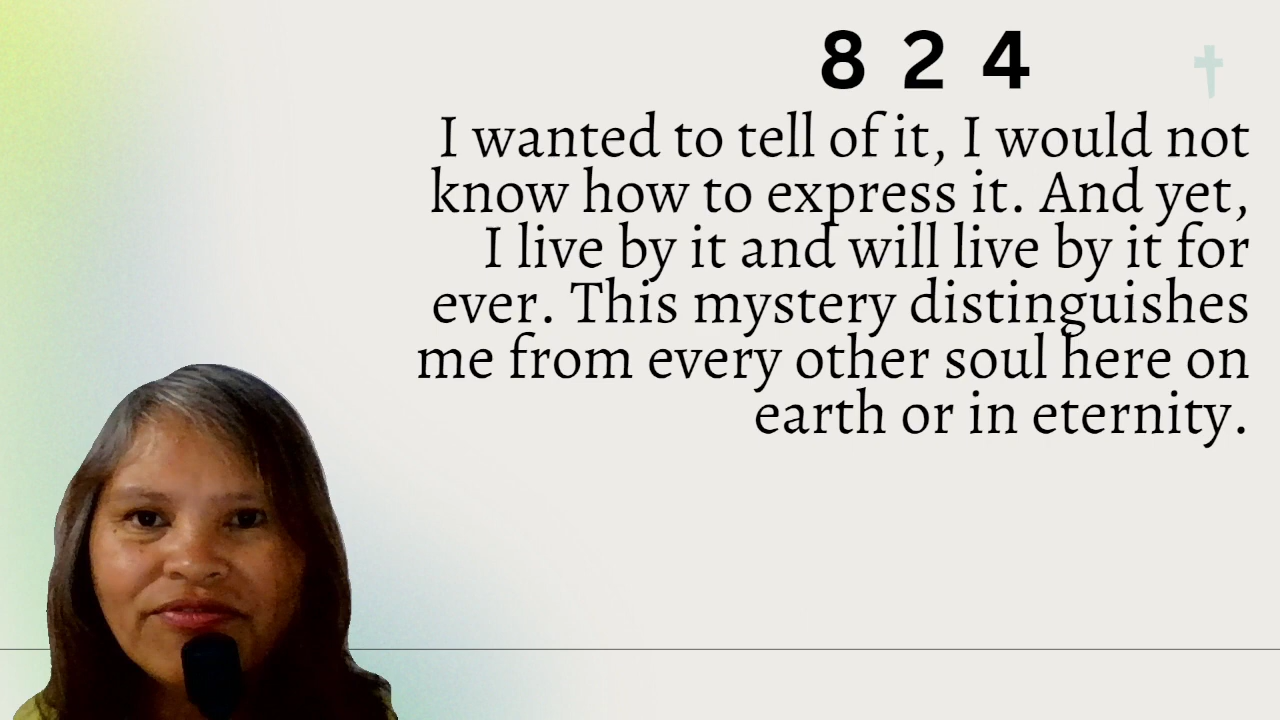 8 2 4
I wanted to tell of it, I would not
know how to express it. And yet,
I live by it and will live by it for
ever. This mystery distinguishes
me from every other soul here on
earth or in eternity.